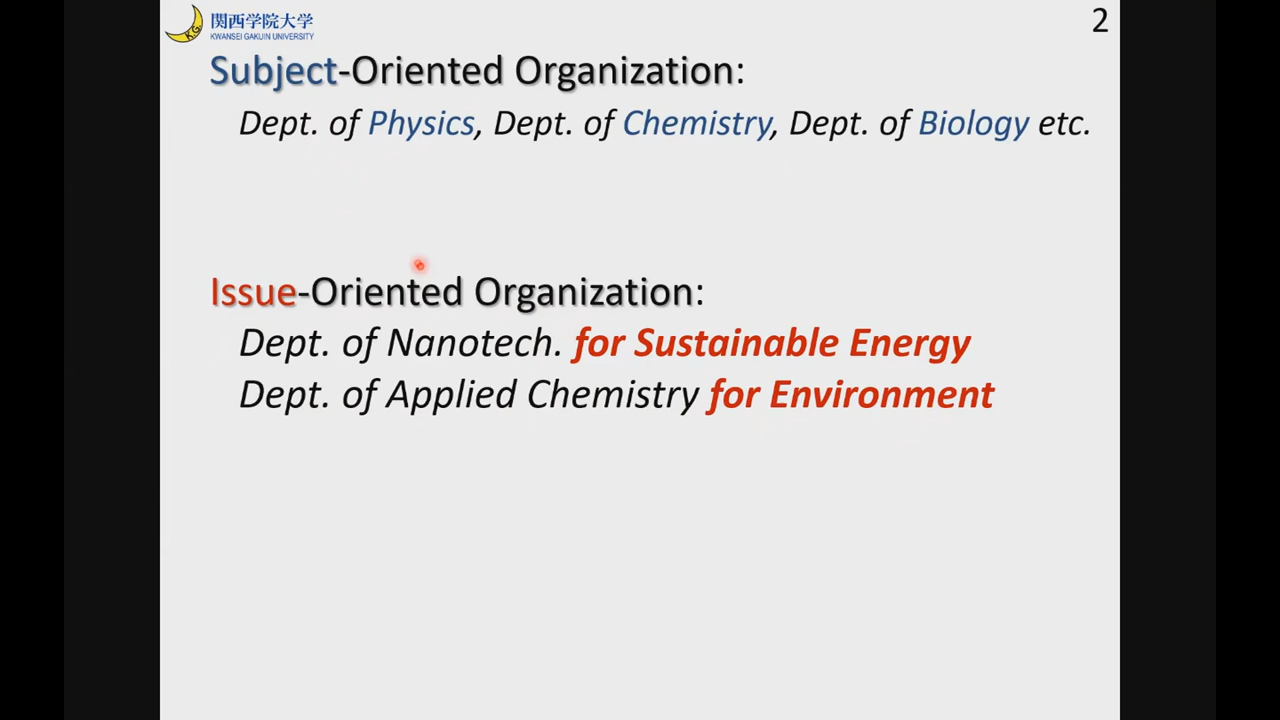 関西学院大学
KWANSEI GAKUIN UNIVERSITY
2
Subject-Oriented Organization:
Dept. of Physics, Dept. of Chemistry, Dept. of Biology etc.
Issue-Oriented Organization:
Dept. of Nanotech. for Sustainable Energy
Dept. of Applied Chemistry for Environment